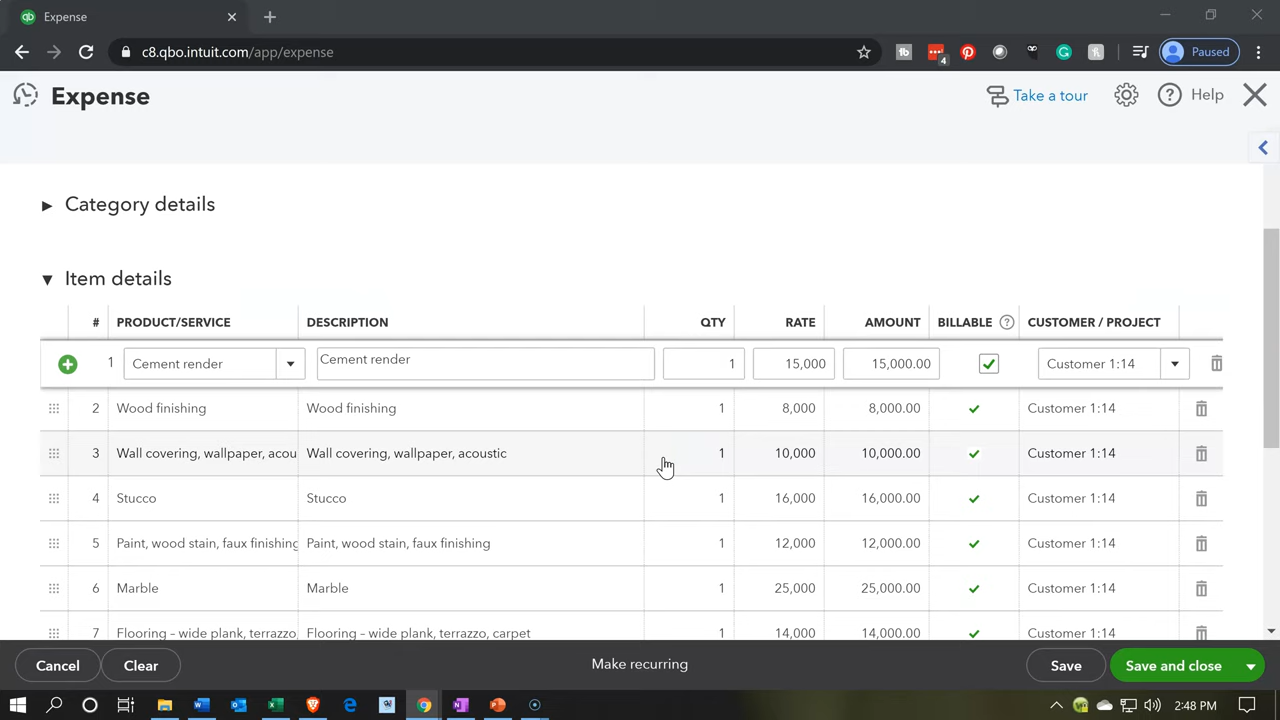 Expense
c8.qbo.intuit.com/app/expense
4
Paused
Expense
Take a tour
Help
Category details
Item details
# PRODUCT/SERVICE DESCRIPTION QTY RATE AMOUNT BILLABLE CUSTOMER / PROJECT
1 Cement render Cement render 1 15,000 15,000.00 Customer 1:14
2 Wood finishing Wood finishing 1 8,000 8,000.00 Customer 1:14
3 Wall covering, wallpaper, acou Wall covering, wallpaper, acoustic 1 10,000 10,000.00 Customer 1:14
4 Stucco Stucco 1 16,000 16,000.00 Customer 1:14
5 Paint, wood stain, faux finishing Paint, wood stain, faux finishing 1 12,000 12,000.00 Customer 1:14
6 Marble Marble 1 25,000 25,000.00 Customer 1:14
7 Flooring – wide plank, terrazzo, Flooring – wide plank, terrazzo, carpet 1 14,000 14,000.00 Customer 1:14
Cancel Clear Make recurring Save Save and close
2:48 PM